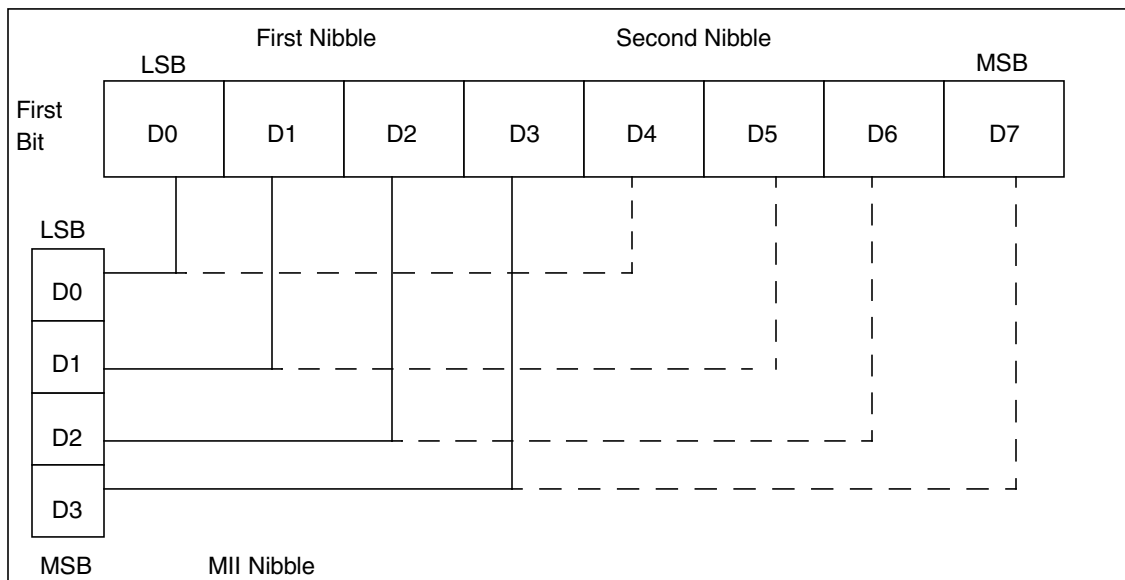 First Nibble Second Nibble
LSB MSB
First
Bit
D0 D1 D2 D3 D4 D5 D6 D7
LSB
D0
D1
D2
D3
MSB MII Nibble